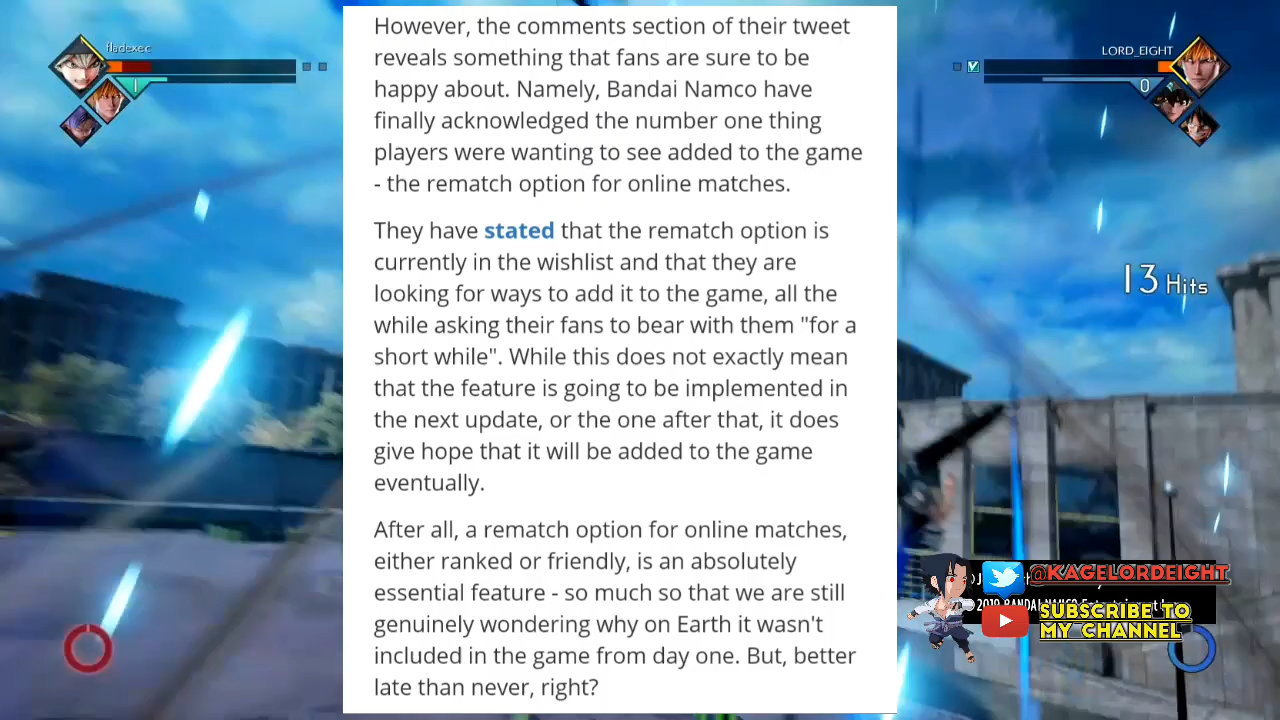 fladexec
1
LORD_EIGHT
0
13 Hits
However, the comments section of their tweet
reveals something that fans are sure to be
happy about. Namely, Bandai Namco have
finally acknowledged the number one thing
players were wanting to see added to the game
- the rematch option for online matches.
They have stated that the rematch option is
currently in the wishlist and that they are
looking for ways to add it to the game, all the
while asking their fans to bear with them "for a
short while". While this does not exactly mean
that the feature is going to be implemented in
the next update, or the one after that, it does
give hope that it will be added to the game
eventually.
After all, a rematch option for online matches,
either ranked or friendly, is an absolutely
essential feature - so much so that we are still
genuinely wondering why on Earth it wasn't
included in the game from day one. But, better
late than never, right?
@KAGELORDEIGHT
SUBSCRIBE TO
MY CHANNEL